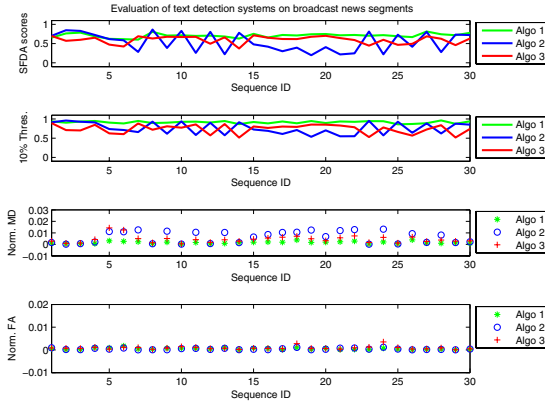 Evaluation of text detection systems on broadcast news segments
SFDA scores
1
0.5
0
5 10 15 20 25 30
Sequence ID
Algo 1
Algo 2
Algo 3
10% Thres.
1
0.5
0
5 10 15 20 25 30
Sequence ID
Algo 1
Algo 2
Algo 3
Norm. MD
0.03
0.02
0.01
0
−0.01
5 10 15 20 25 30
Sequence ID
Algo 1
Algo 2
Algo 3
Norm. FA
0.02
0.01
0
−0.01
5 10 15 20 25 30
Sequence ID
Algo 1
Algo 2
Algo 3